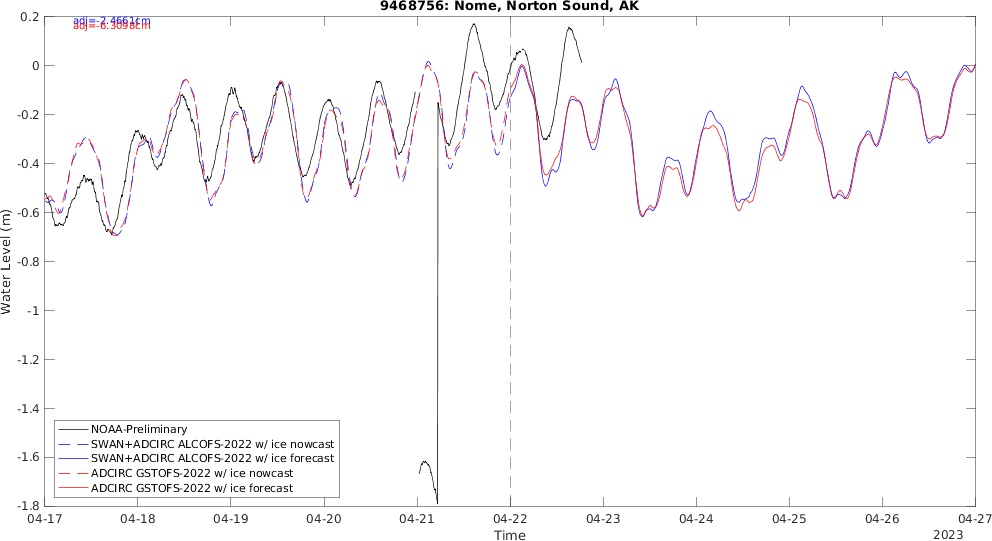 9468756: Nome, Norton Sound, AK
adj=-2.4661cm
adj=-6.3098cm
0.2
0
-0.2
-0.4
-0.6
-0.8
-1
-1.2
-1.4
-1.6
-1.8
Water Level (m)
NOAA-Preliminary
SWAN+ADCIRC ALCOFS-2022 w/ ice nowcast
SWAN+ADCIRC ALCOFS-2022 w/ ice forecast
ADCIRC GSTOFS-2022 w/ ice nowcast
ADCIRC GSTOFS-2022 w/ ice forecast
04-17 04-18 04-19 04-20 04-21 04-22 04-23 04-24 04-25 04-26 04-27
Time
2023